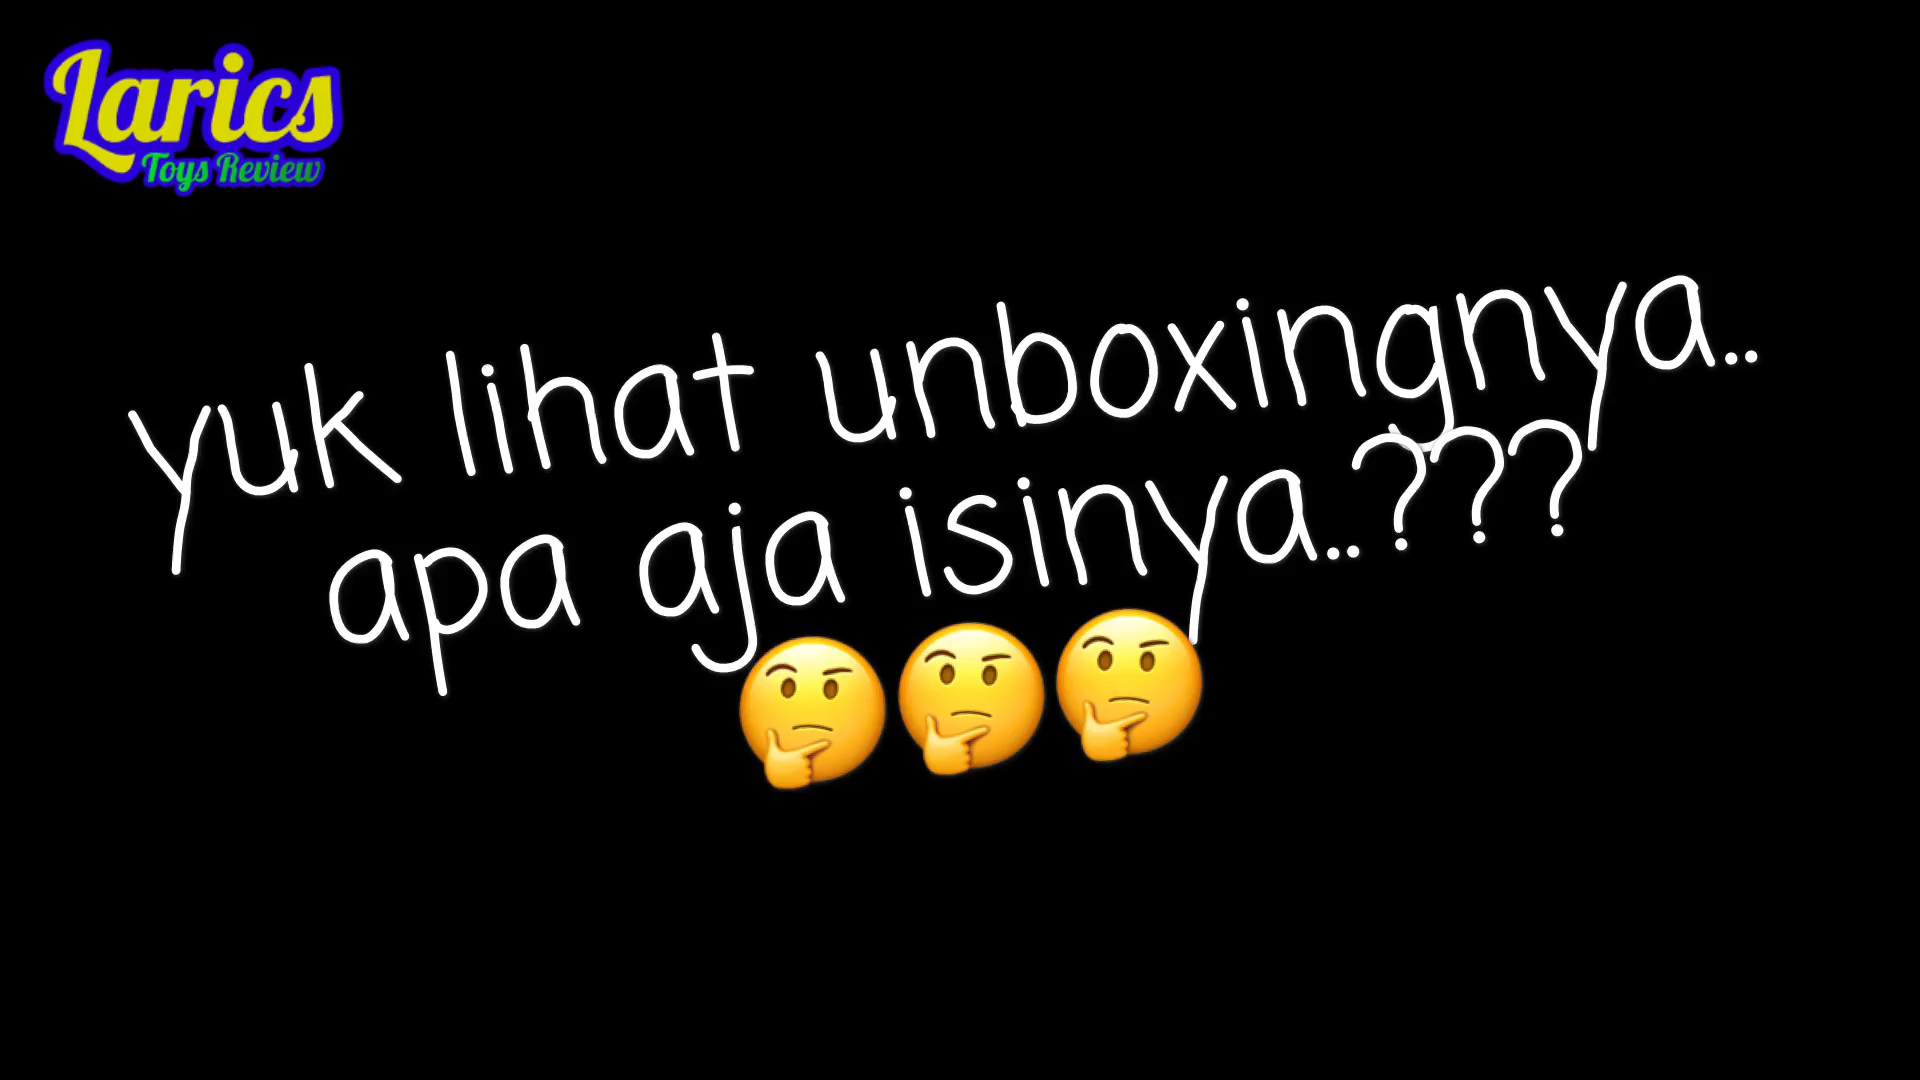 Larics
Toys Review
yuk lihat unboxingnya..
apa aja isinya..???
🤔🤔🤔